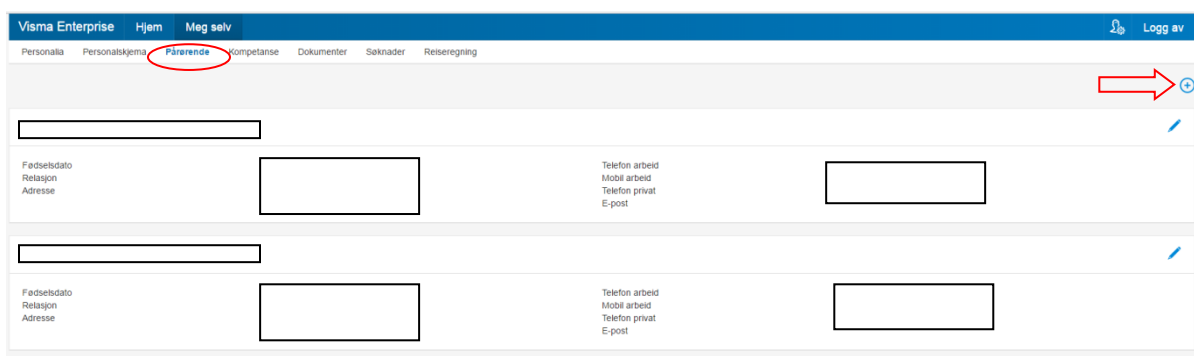 Visma Enterprise Hjem Meg selv Logg av
Personalia Personalskjema Pårørende Kompetanse Dokumenter Søknader Reiseregning
Fødselsdato Telefon arbeid
Relasjon Mobil arbeid
Adresse Telefon privat
E-post
Fødselsdato Telefon arbeid
Relasjon Mobil arbeid
Adresse Telefon privat
E-post